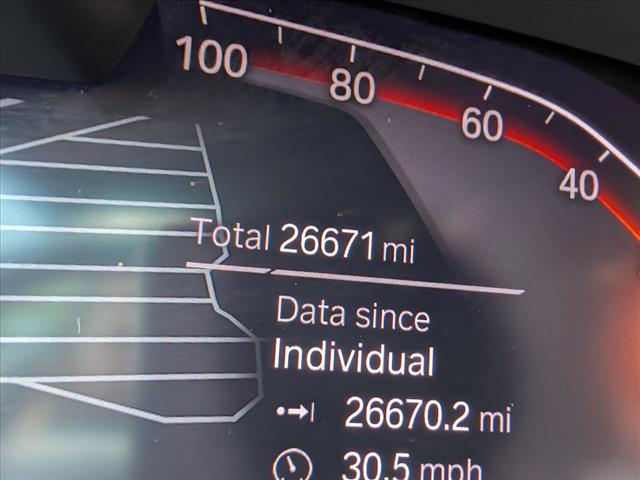 100
80
60
40
Total 26671 mi
Data since
Individual
26670.2 mi
30.5 mph